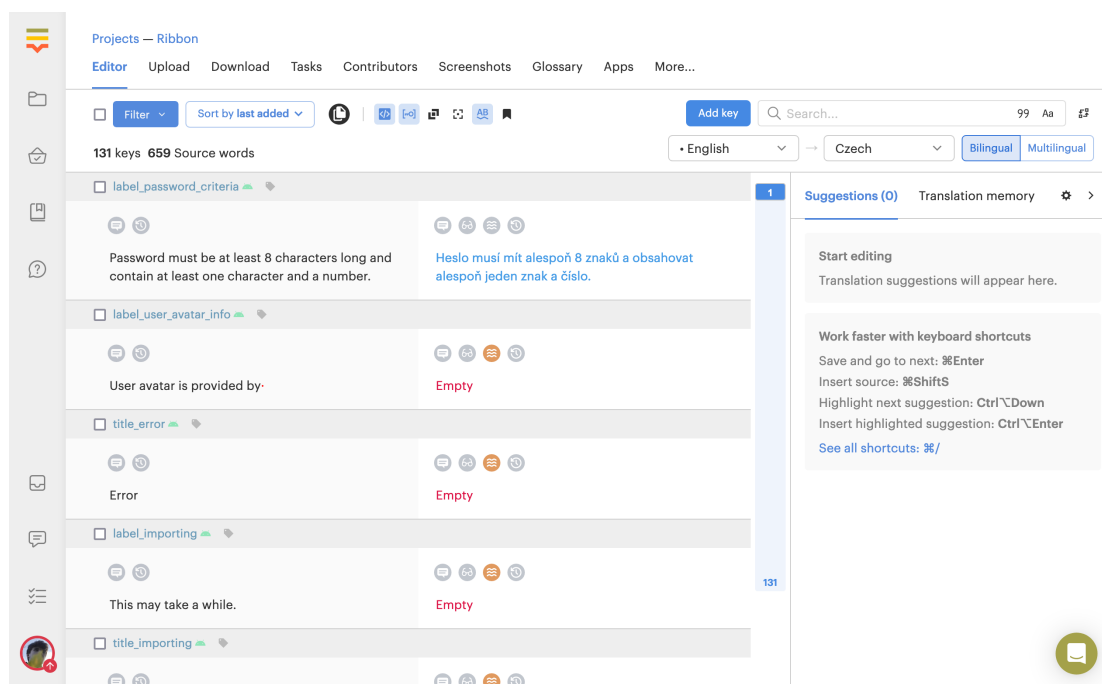 Projects — Ribbon
Editor Upload Download Tasks Contributors Screenshots Glossary Apps More...
Filter Sort by last added Add key Search... 99 Aa
131 keys 659 Source words • English → Czech Bilingual Multilingual
label_password_criteria
1
Suggestions (0) Translation memory
Password must be at least 8 characters long and
contain at least one character and a number.
Heslo musí mít alespoň 8 znaků a obsahovat
alespoň jeden znak a číslo.
label_user_avatar_info
User avatar is provided by·
Empty
title_error
Error
Empty
label_importing
This may take a while.
Empty
title_importing
131
Start editing
Translation suggestions will appear here.
Work faster with keyboard shortcuts
Save and go to next: ⌘Enter
Insert source: ⌘ShiftS
Highlight next suggestion: Ctrl⌥Down
Insert highlighted suggestion: Ctrl⌥Enter
See all shortcuts: ⌘/